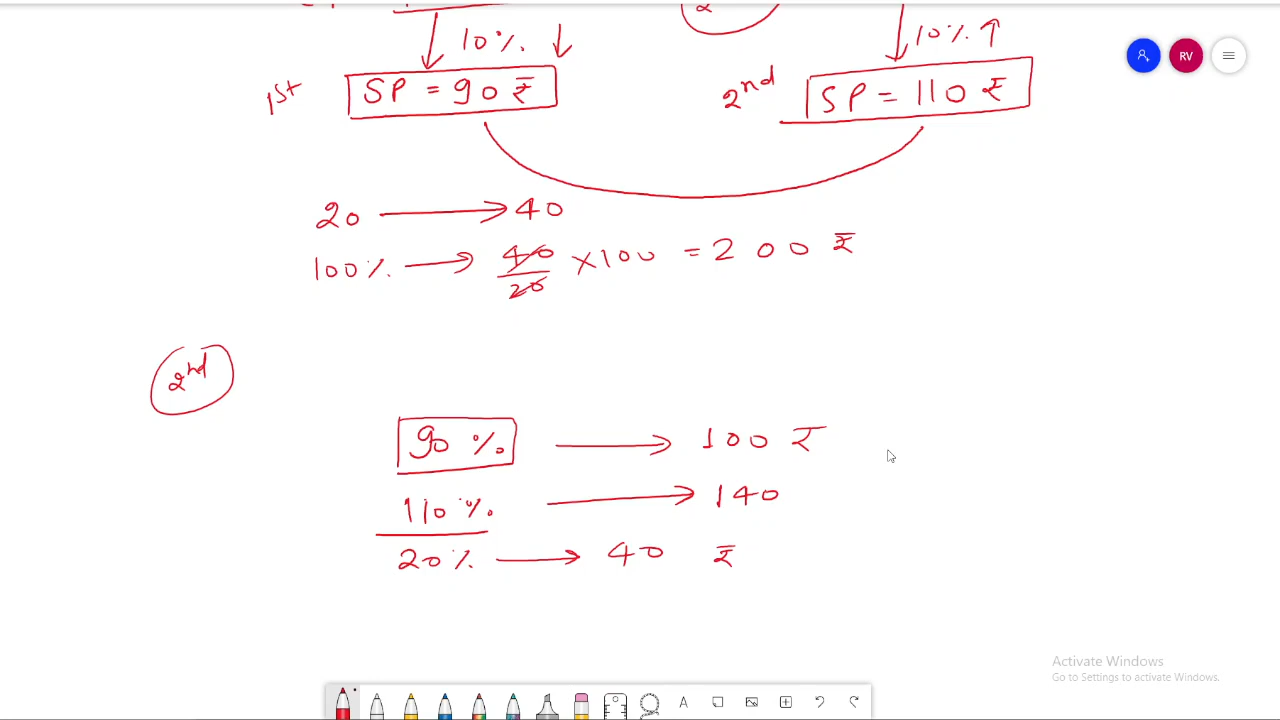 10% ↓
10% ↑
1st
SP = 90 ₹
2nd
SP = 110 ₹
RV
20 → 40
100% → 40/20 × 100 = 200 ₹
2nd
90 % → 100 ₹
110 % → 140
20 % → 40 ₹
Activate Windows
Go to Settings to activate Windows.
A